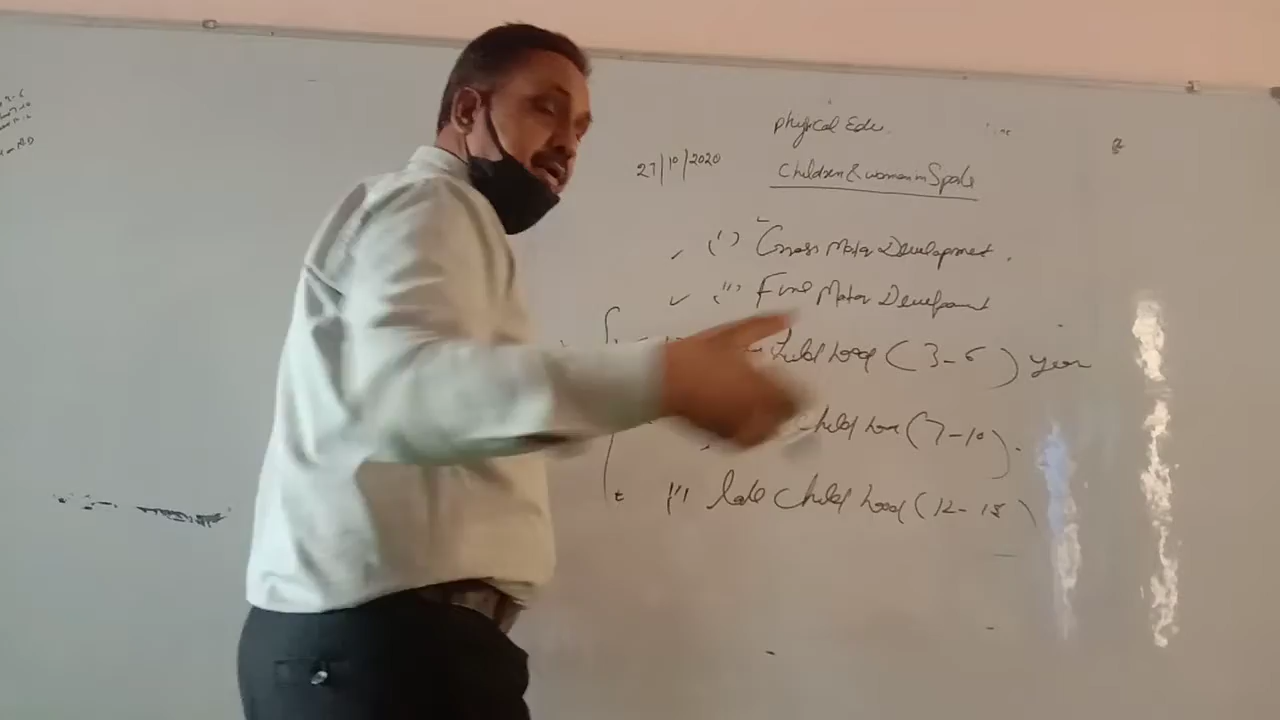 physical Edu.
27/10/2020
Children & women in Sports
(i) Gross Motor Development.
(ii) Fine Motor Development
child hood (3-6) year
child hood (7-10).
late child hood (12-18)